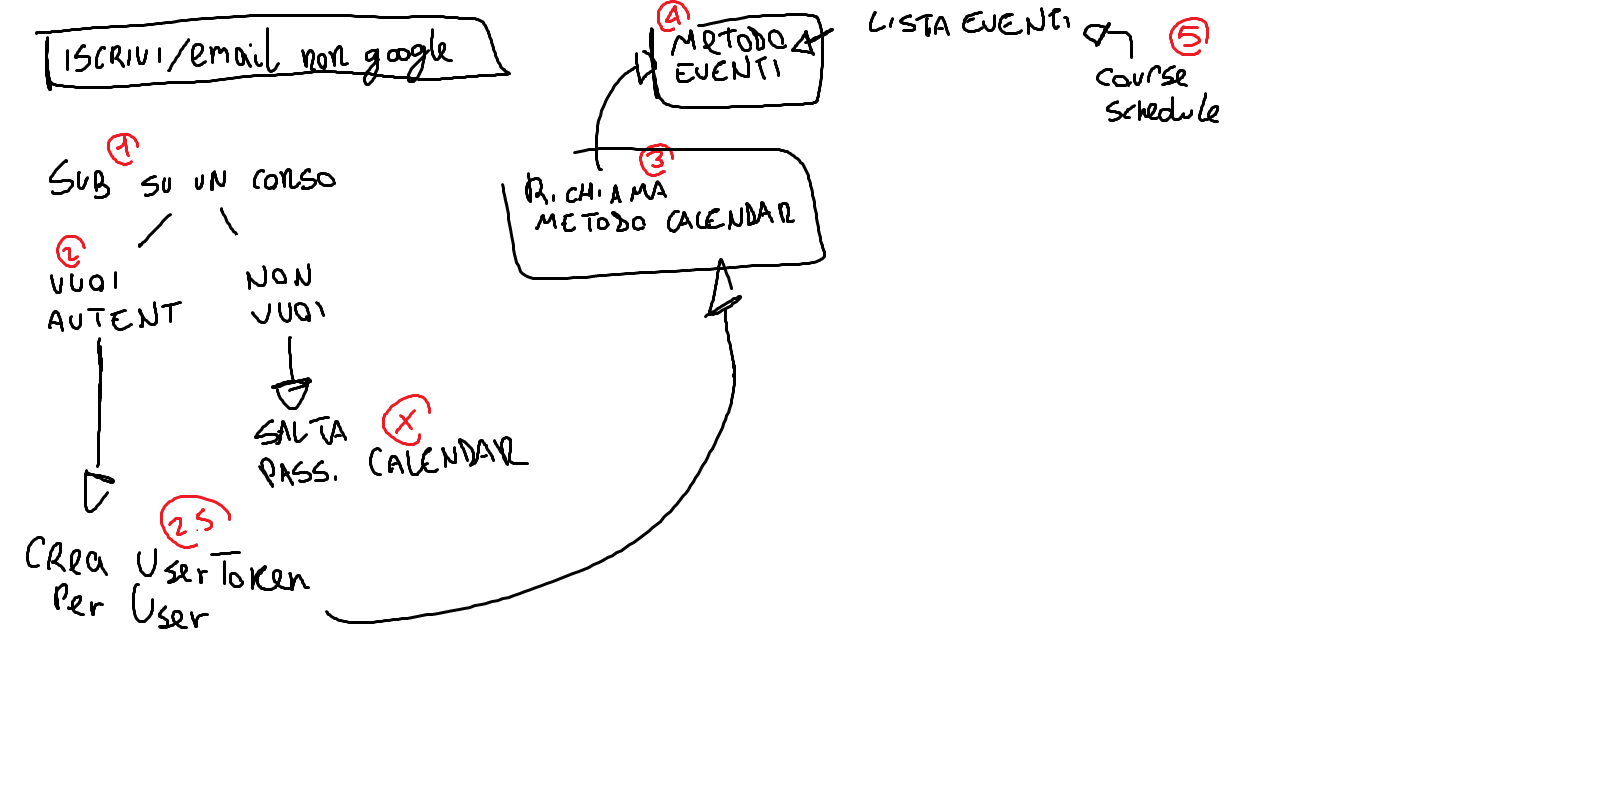 ISCRIVI/email non google
1
SUB SU UN CORSO
2
VUOI
AUTENT
NON
VUOI
SALTA
PASS. CALENDAR
X
2.5
CREA UserToken
Per User
3
RICHIAMA
METODO CALENDAR
4
METODO
EVENTI
LISTA EVENTI
5
course
schedule